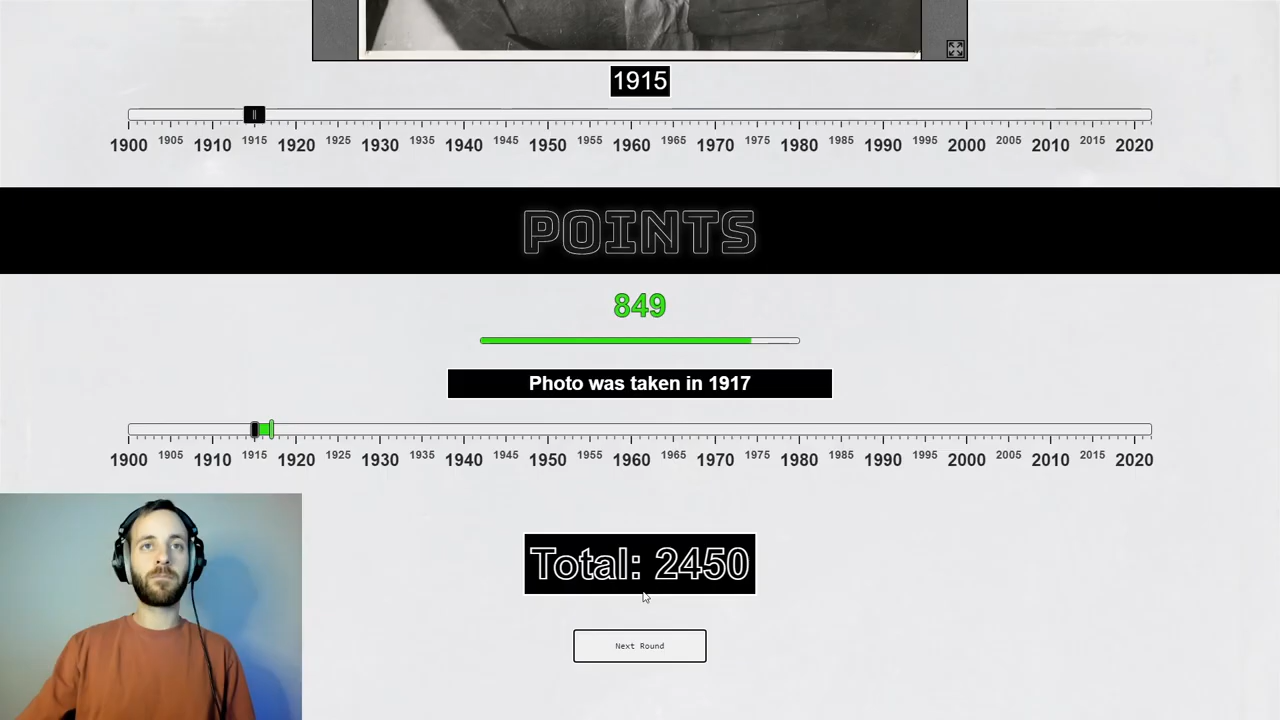 1915
1900 1905 1910 1915 1920 1925 1930 1935 1940 1945 1950 1955 1960 1965 1970 1975 1980 1985 1990 1995 2000 2005 2010 2015 2020
POINTS
849
Photo was taken in 1917
1900 1905 1910 1915 1920 1925 1930 1935 1940 1945 1950 1955 1960 1965 1970 1975 1980 1985 1990 1995 2000 2005 2010 2015 2020
Total: 2450
Next Round